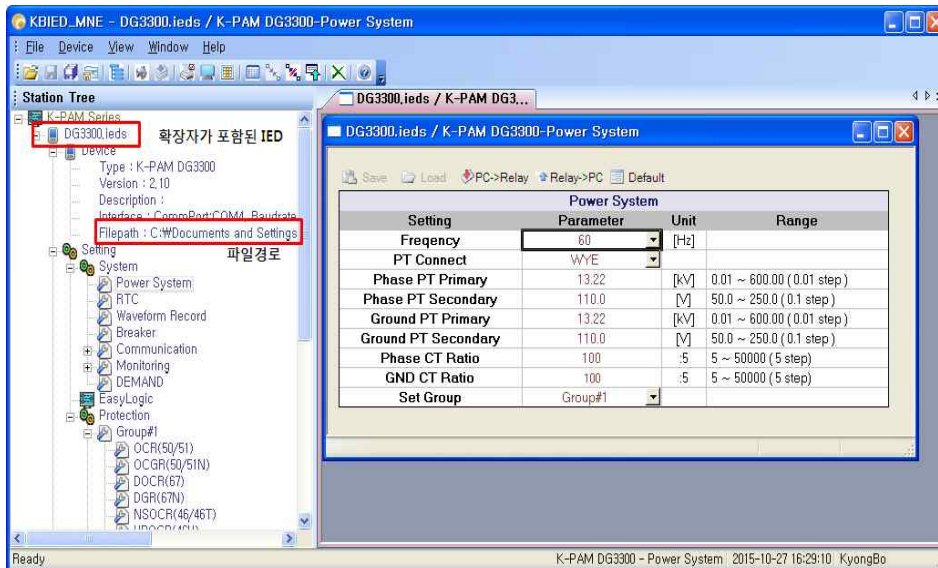 KBIED_MNE - DG3300.ieds / K-PAM DG3300-Power System
File Device View Window Help
Station Tree
K-PAM Series
DG3300.ieds 확장자가 포함된 IED
Device
Type : K-PAM DG3300
Version : 2,10
Description :
Interface : CommPort:COM4, Baudrate
Filepath : C:₩Documents and Settings
파일경로
Setting
System
Power System
RTC
Waveform Record
Breaker
Communication
Monitoring
DEMAND
EasyLogic
Protection
Group#1
OCR(50/51)
OCGR(50/51N)
DOCR(67)
DGR(67N)
NSOCR(46/46T)
DG3300.ieds / K-PAM DG3...
DG3300.ieds / K-PAM DG3300-Power System
Save Load PC->Relay Relay->PC Default
Power System
Setting Parameter Unit Range
Freqency 60 [Hz]
PT Connect WYE
Phase PT Primary 13.22 [kV] 0.01 ~ 600.00 ( 0.01 step )
Phase PT Secondary 110.0 [V] 50.0 ~ 250.0 ( 0.1 step )
Ground PT Primary 13.22 [kV] 0.01 ~ 600.00 ( 0.01 step )
Ground PT Secondary 110.0 [V] 50.0 ~ 250.0 ( 0.1 step )
Phase CT Ratio 100 :5 5 ~ 50000 ( 5 step)
GND CT Ratio 100 :5 5 ~ 50000 ( 5 step)
Set Group Group#1
Ready K-PAM DG3300 - Power System 2015-10-27 16:29:10 KyongBo